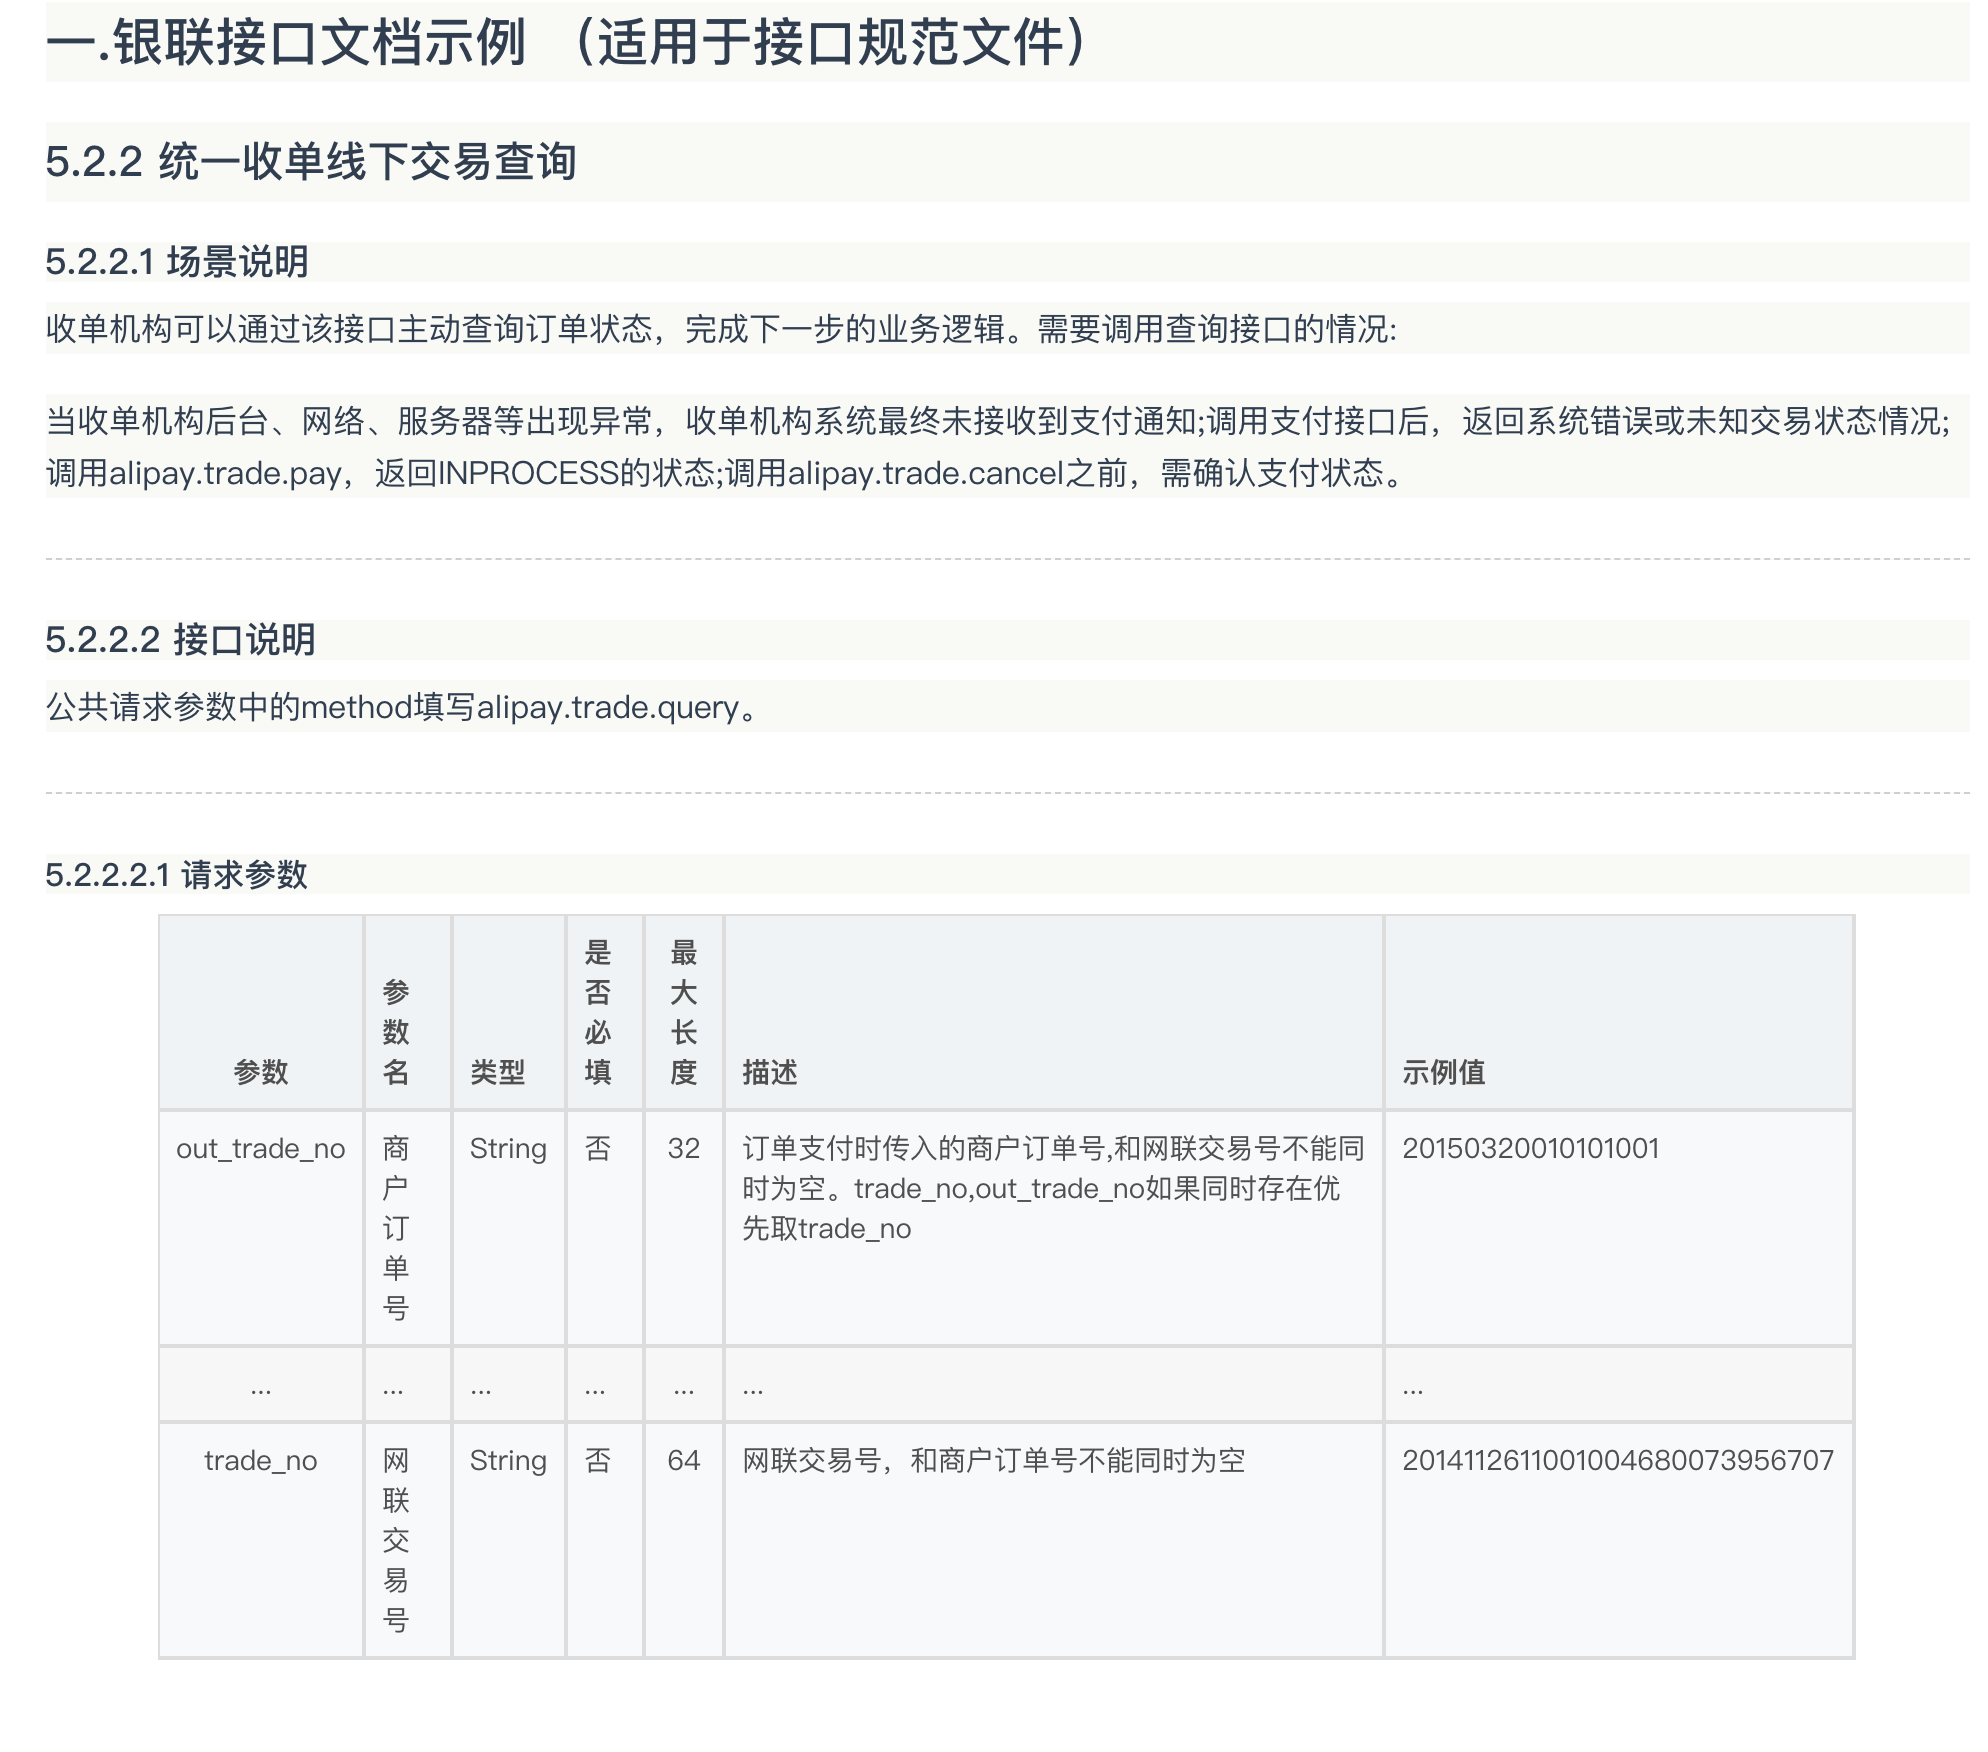 一.银联接口文档示例 （适用于接口规范文件）
5.2.2 统一收单线下交易查询
5.2.2.1 场景说明
收单机构可以通过该接口主动查询订单状态，完成下一步的业务逻辑。需要调用查询接口的情况:
当收单机构后台、网络、服务器等出现异常，收单机构系统最终未接收到支付通知;调用支付接口后，返回系统错误或未知交易状态情况;
调用alipay.trade.pay，返回INPROCESS的状态;调用alipay.trade.cancel之前，需确认支付状态。
5.2.2.2 接口说明
公共请求参数中的method填写alipay.trade.query。
5.2.2.2.1 请求参数
参数 参数名 类型 是否必填 最大长度 描述 示例值
out_trade_no 商户订单号 String 否 32 订单支付时传入的商户订单号,和网联交易号不能同
时为空。trade_no,out_trade_no如果同时存在优
先取trade_no 20150320010101001
... ... ... ... ... ... ...
trade_no 网联交易号 String 否 64 网联交易号，和商户订单号不能同时为空 2014112611001004680073956707